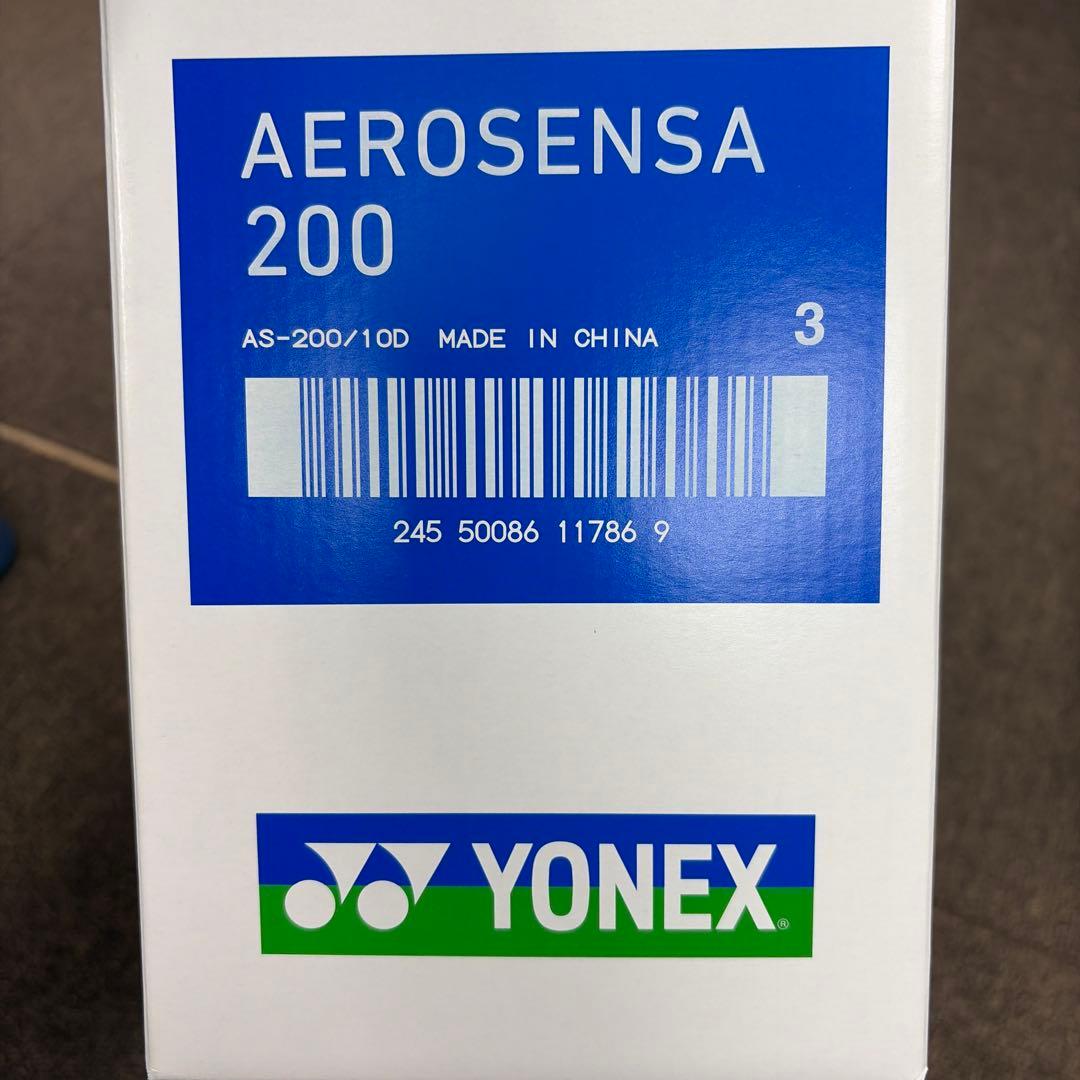 AEROSENSA
200
3
AS-200/10D MADE IN CHINA
245 50086 11786 9
YONEX®